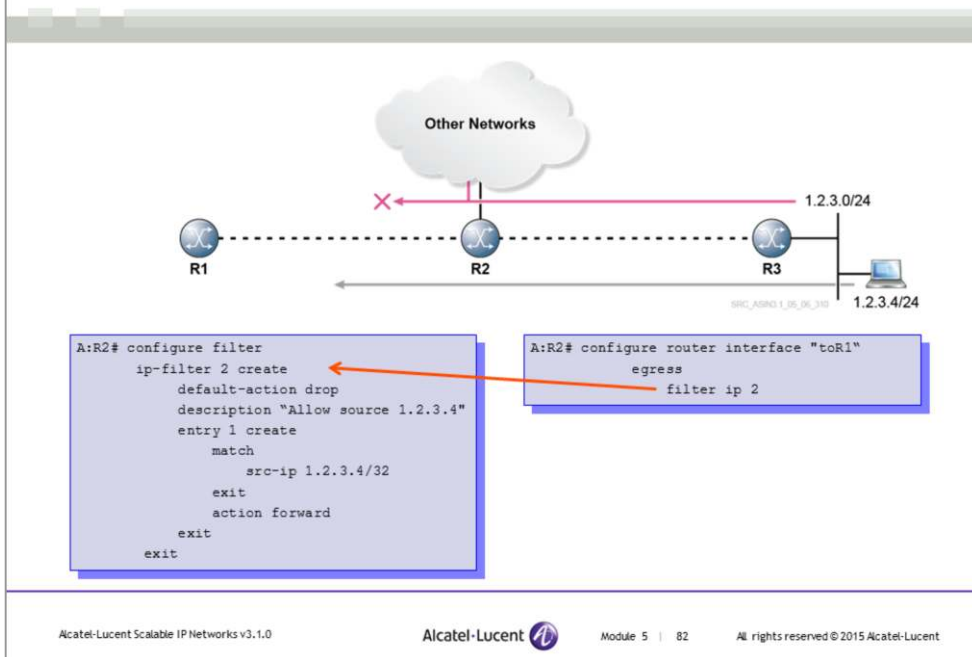 Other Networks
1.2.3.0/24
R1
R2
R3
SRC_ASIN3.1_05_06_310
1.2.3.4/24
A:R2# configure filter
ip-filter 2 create
default-action drop
description “Allow source 1.2.3.4"
entry 1 create
match
src-ip 1.2.3.4/32
exit
action forward
exit
exit
A:R2# configure router interface "toR1“
egress
filter ip 2
Alcatel-Lucent Scalable IP Networks v3.1.0
Alcatel·Lucent
Module 5 | 82
All rights reserved © 2015 Alcatel-Lucent